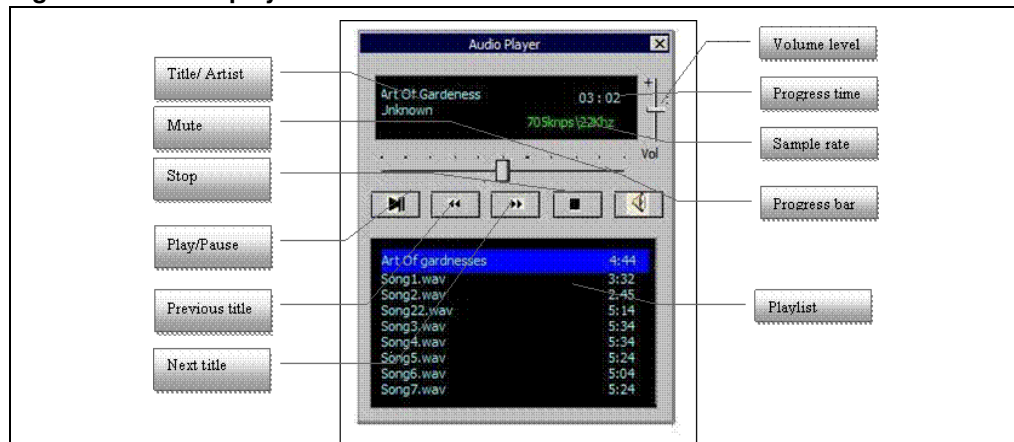 Audio Player
Volume level
Title/ Artist
Art Of Gardeness
03 : 02
Progress time
Unknown
Mute
705knps\22Khz
Sample rate
Vol
Stop
Progress bar
Play/Pause
Art Of gardnesses 4:44
Song1.wav 3:32
Song2.wav 2:45
Previous title
Song22.wav 5:14
Playlist
Song3.wav 5:34
Song4.wav 5:34
Next title
Song5.wav 5:24
Song6.wav 5:04
Song7.wav 5:24